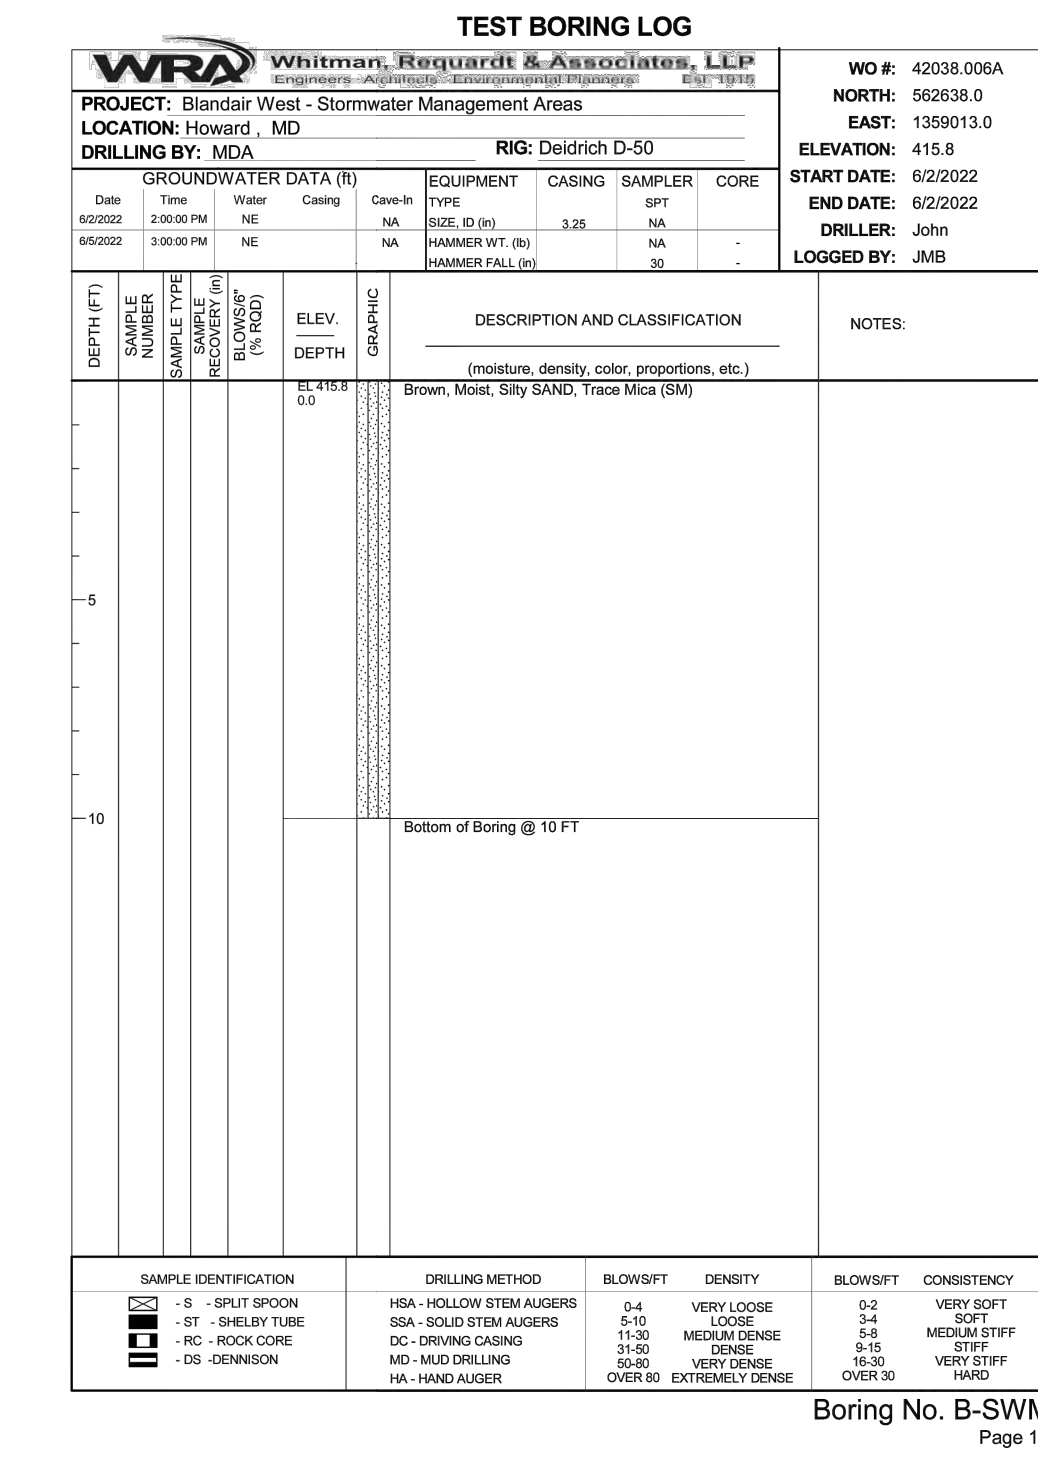 TEST BORING LOG
WRA Whitman, Requardt & Associates, LLP
Engineers Architects Environmental Planners Est 1915
PROJECT: Blandair West - Stormwater Management Areas
LOCATION: Howard , MD
DRILLING BY: MDA RIG: Deidrich D-50
WO #: 42038.006A
NORTH: 562638.0
EAST: 1359013.0
ELEVATION: 415.8
START DATE: 6/2/2022
END DATE: 6/2/2022
DRILLER: John
LOGGED BY: JMB
GROUNDWATER DATA (ft)
Date Time Water Casing Cave-In
6/2/2022 2:00:00 PM NE NA
6/5/2022 3:00:00 PM NE NA
EQUIPMENT CASING SAMPLER CORE
TYPE SPT
SIZE, ID (in) 3.25 NA
HAMMER WT. (lb) NA -
HAMMER FALL (in) 30 -
DEPTH (FT)
SAMPLE NUMBER
SAMPLE TYPE
SAMPLE RECOVERY (in)
BLOWS/6" (% RQD)
ELEV.
DEPTH
GRAPHIC
DESCRIPTION AND CLASSIFICATION
(moisture, density, color, proportions, etc.)
NOTES:
EL 415.8 Brown, Moist, Silty SAND, Trace Mica (SM)
0.0
5
10
Bottom of Boring @ 10 FT
SAMPLE IDENTIFICATION
- S - SPLIT SPOON
- ST - SHELBY TUBE
- RC - ROCK CORE
- DS -DENNISON
DRILLING METHOD
HSA - HOLLOW STEM AUGERS
SSA - SOLID STEM AUGERS
DC - DRIVING CASING
MD - MUD DRILLING
HA - HAND AUGER
BLOWS/FT DENSITY
0-4 VERY LOOSE
5-10 LOOSE
11-30 MEDIUM DENSE
31-50 DENSE
50-80 VERY DENSE
OVER 80 EXTREMELY DENSE
BLOWS/FT CONSISTENCY
0-2 VERY SOFT
3-4 SOFT
5-8 MEDIUM STIFF
9-15 STIFF
16-30 VERY STIFF
OVER 30 HARD
Boring No. B-SWM
Page 1